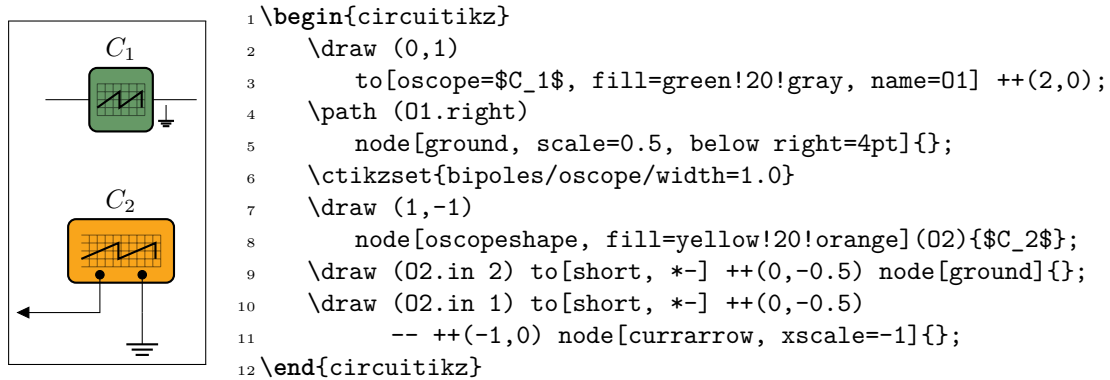 C_1
C_2
1 \begin{circuitikz}
2 \draw (0,1)
3 to[oscope=$C_1$, fill=green!20!gray, name=O1] ++(2,0);
4 \path (O1.right)
5 node[ground, scale=0.5, below right=4pt]{};
6 \ctikzset{bipoles/oscope/width=1.0}
7 \draw (1,-1)
8 node[oscopeshape, fill=yellow!20!orange](O2){$C_2$};
9 \draw (O2.in 2) to[short, *-] ++(0,-0.5) node[ground]{};
10 \draw (O2.in 1) to[short, *-] ++(0,-0.5)
11 -- ++(-1,0) node[currarrow, xscale=-1]{};
12 \end{circuitikz}